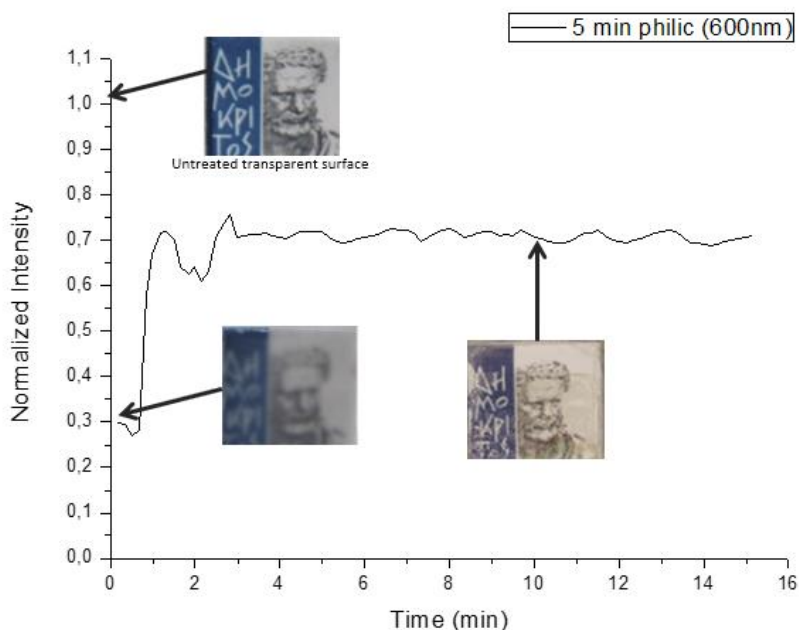 5 min philic (600nm)
1,1
1,0
0,9
0,8
0,7
0,6
0,5
0,4
0,3
0,2
0,1
0,0
Normalized Intensity
ΔΗ
ΜΟ
ΚΡΙ
ΤΟΣ
Untreated transparent surface
ΔΗ
ΜΟ
ΚΡΙ
ΤΟΣ
0 2 4 6 8 10 12 14 16
Time (min)